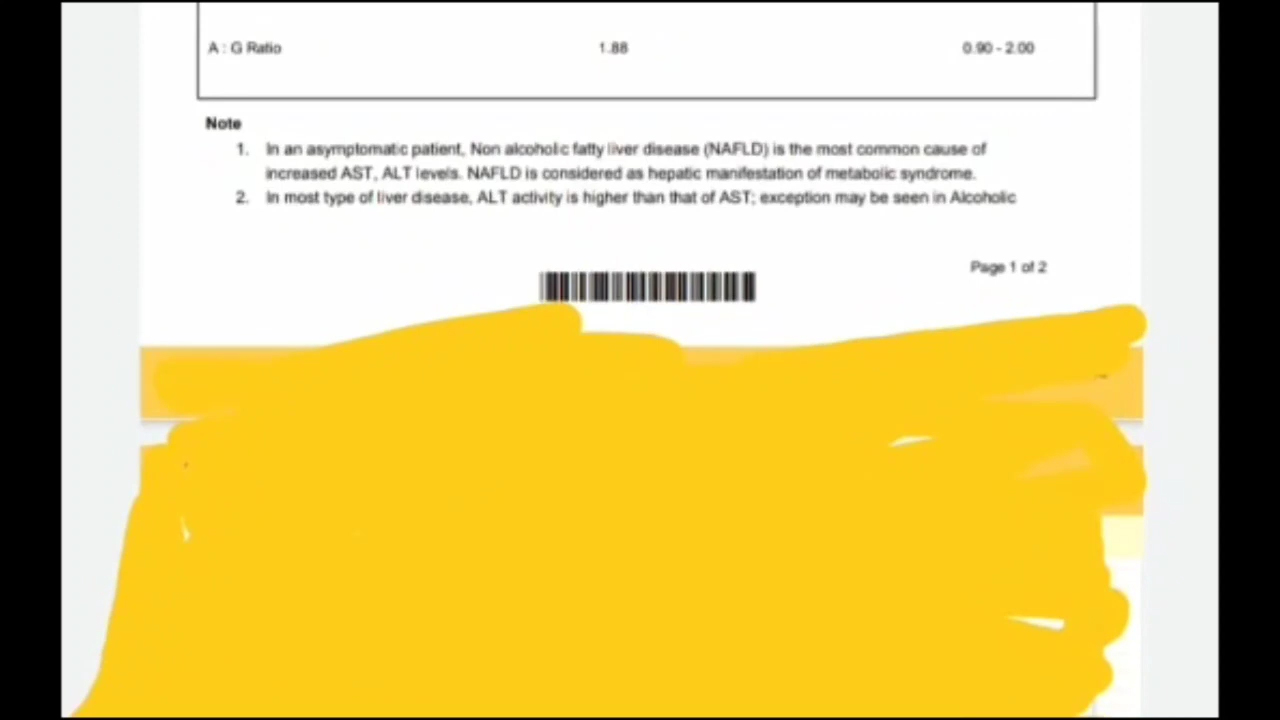 A : G Ratio 1.88 0.90 - 2.00
Note
1. In an asymptomatic patient, Non alcoholic fatty liver disease (NAFLD) is the most common cause of
increased AST, ALT levels. NAFLD is considered as hepatic manifestation of metabolic syndrome.
2. In most type of liver disease, ALT activity is higher than that of AST; exception may be seen in Alcoholic
Page 1 of 2